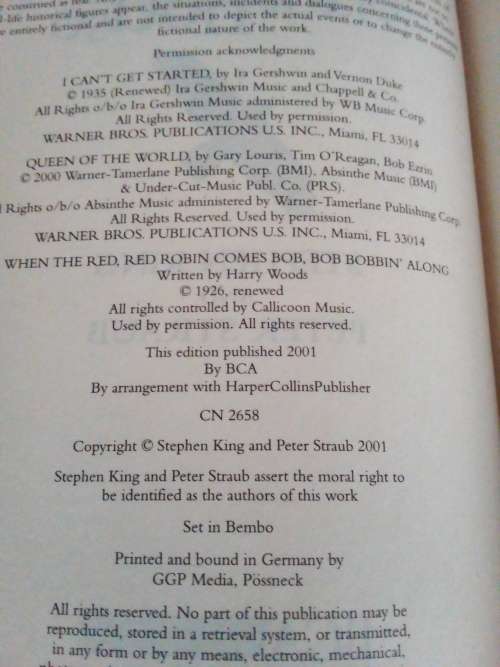 -life historical figures appear, the situations, incidents and dialogues concerning those persons
entirely fictional and are not intended to depict the actual events or to change the entirely
fictional nature of the work.
Permission acknowledgments
I CAN'T GET STARTED, by Ira Gershwin and Vernon Duke
© 1935 (Renewed) Ira Gershwin Music and Chappell & Co.
All Rights o/b/o Ira Gershwin Music administered by WB Music Corp.
All Rights Reserved. Used by permission.
WARNER BROS. PUBLICATIONS U.S. INC., Miami, FL 33014
QUEEN OF THE WORLD, by Gary Louris, Tim O'Reagan, Bob Ezrin
© 2000 Warner-Tamerlane Publishing Corp. (BMI), Absinthe Music (BMI)
& Under-Cut-Music Publ. Co. (PRS).
Rights o/b/o Absinthe Music administered by Warner-Tamerlane Publishing Corp.
All Rights Reserved. Used by permission.
WARNER BROS. PUBLICATIONS U.S. INC., Miami, FL 33014
WHEN THE RED, RED ROBIN COMES BOB, BOB BOBBIN' ALONG
Written by Harry Woods
© 1926, renewed
All rights controlled by Callicoon Music.
Used by permission. All rights reserved.
This edition published 2001
By BCA
By arrangement with HarperCollinsPublisher
CN 2658
Copyright © Stephen King and Peter Straub 2001
Stephen King and Peter Straub assert the moral right to
be identified as the authors of this work
Set in Bembo
Printed and bound in Germany by
GGP Media, Pössneck
All rights reserved. No part of this publication may be
reproduced, stored in a retrieval system, or transmitted,
in any form or by any means, electronic, mechanical,